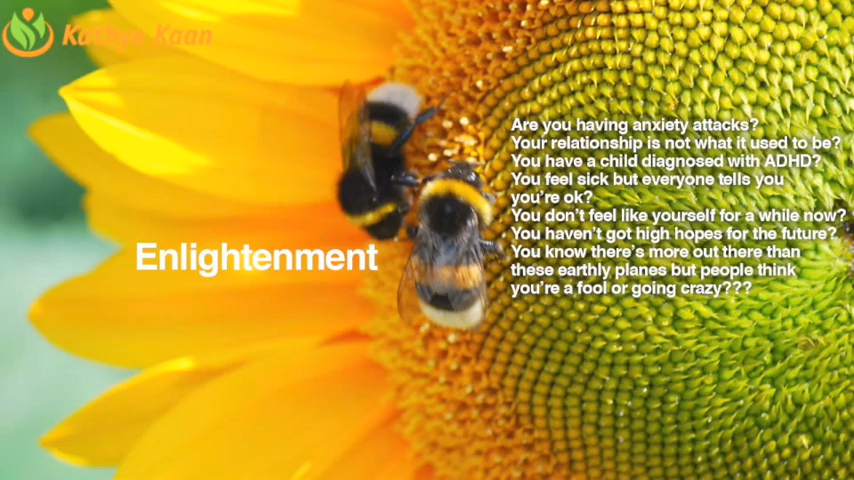 Kathye Kaan
Enlightenment
Are you having anxiety attacks?
Your relationship is not what it used to be?
You have a child diagnosed with ADHD?
You feel sick but everyone tells you
you're ok?
You don't feel like yourself for a while now?
You haven't got high hopes for the future?
You know there's more out there than
these earthly planes but people think
you're a fool or going crazy???